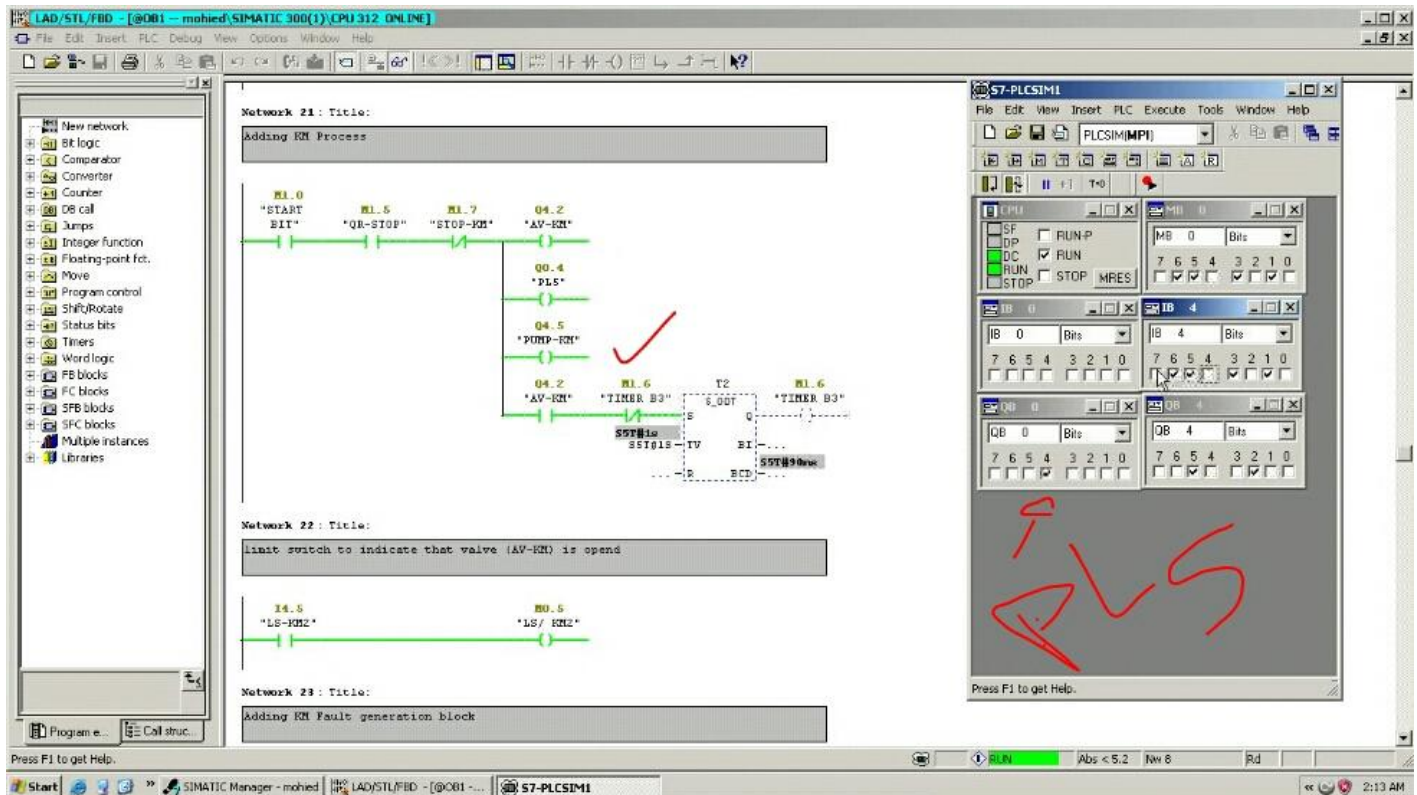 LAD/STL/FBD - [@OB1 -- mohied\SIMATIC 300(1)\CPU 312 ONLINE]
File Edit Insert PLC Debug View Options Window Help
New network
Bit logic
Comparator
Converter
Counter
DB call
Jumps
Integer function
Floating-point fct.
Move
Program control
Shift/Rotate
Status bits
Timers
Word logic
FB blocks
FC blocks
SFB blocks
SFC blocks
Multiple instances
Libraries
Program e...
Call struc...
Network 21 : Title:
Adding KM Process
M1.0
"START BIT"
M1.5
"QR-STOP"
M1.7
"STOP-KM"
Q4.2
"AV-KM"
Q0.4
"PLS"
Q4.5
"PUMP-KM"
Q4.2
"AV-KM"
M1.6
"TIMER B3"
T2
S_ODT
M1.6
"TIMER B3"
S Q
S5T#1s
S5T#1S TV BI ...
S5T#90ms
... R BCD ...
Network 22 : Title:
limit switch to indicate that valve (AV-KM) is opend
I4.5
"LS-KM2"
M0.5
"LS/ KM2"
Network 23 : Title:
Adding KM Fault generation block
S7-PLCSIM1
File Edit View Insert PLC Execute Tools Window Help
PLCSIM(MPI)
T=0
CPU
SF
DP
DC
RUN
STOP
RUN-P
RUN
STOP
MRES
MB 0
MB 0 Bits
7 6 5 4 3 2 1 0
IB 0
IB 0 Bits
7 6 5 4 3 2 1 0
IB 4
IB 4 Bits
7 6 5 4 3 2 1 0
QB 0
QB 0 Bits
7 6 5 4 3 2 1 0
QB 4
QB 4 Bits
7 6 5 4 3 2 1 0
PLS
Press F1 to get Help.
Press F1 to get Help.
RUN
Abs < 5.2
Nw 8
Rd
Start
SIMATIC Manager - mohied
LAD/STL/FBD - [@OB1 -...
S7-PLCSIM1
2:13 AM